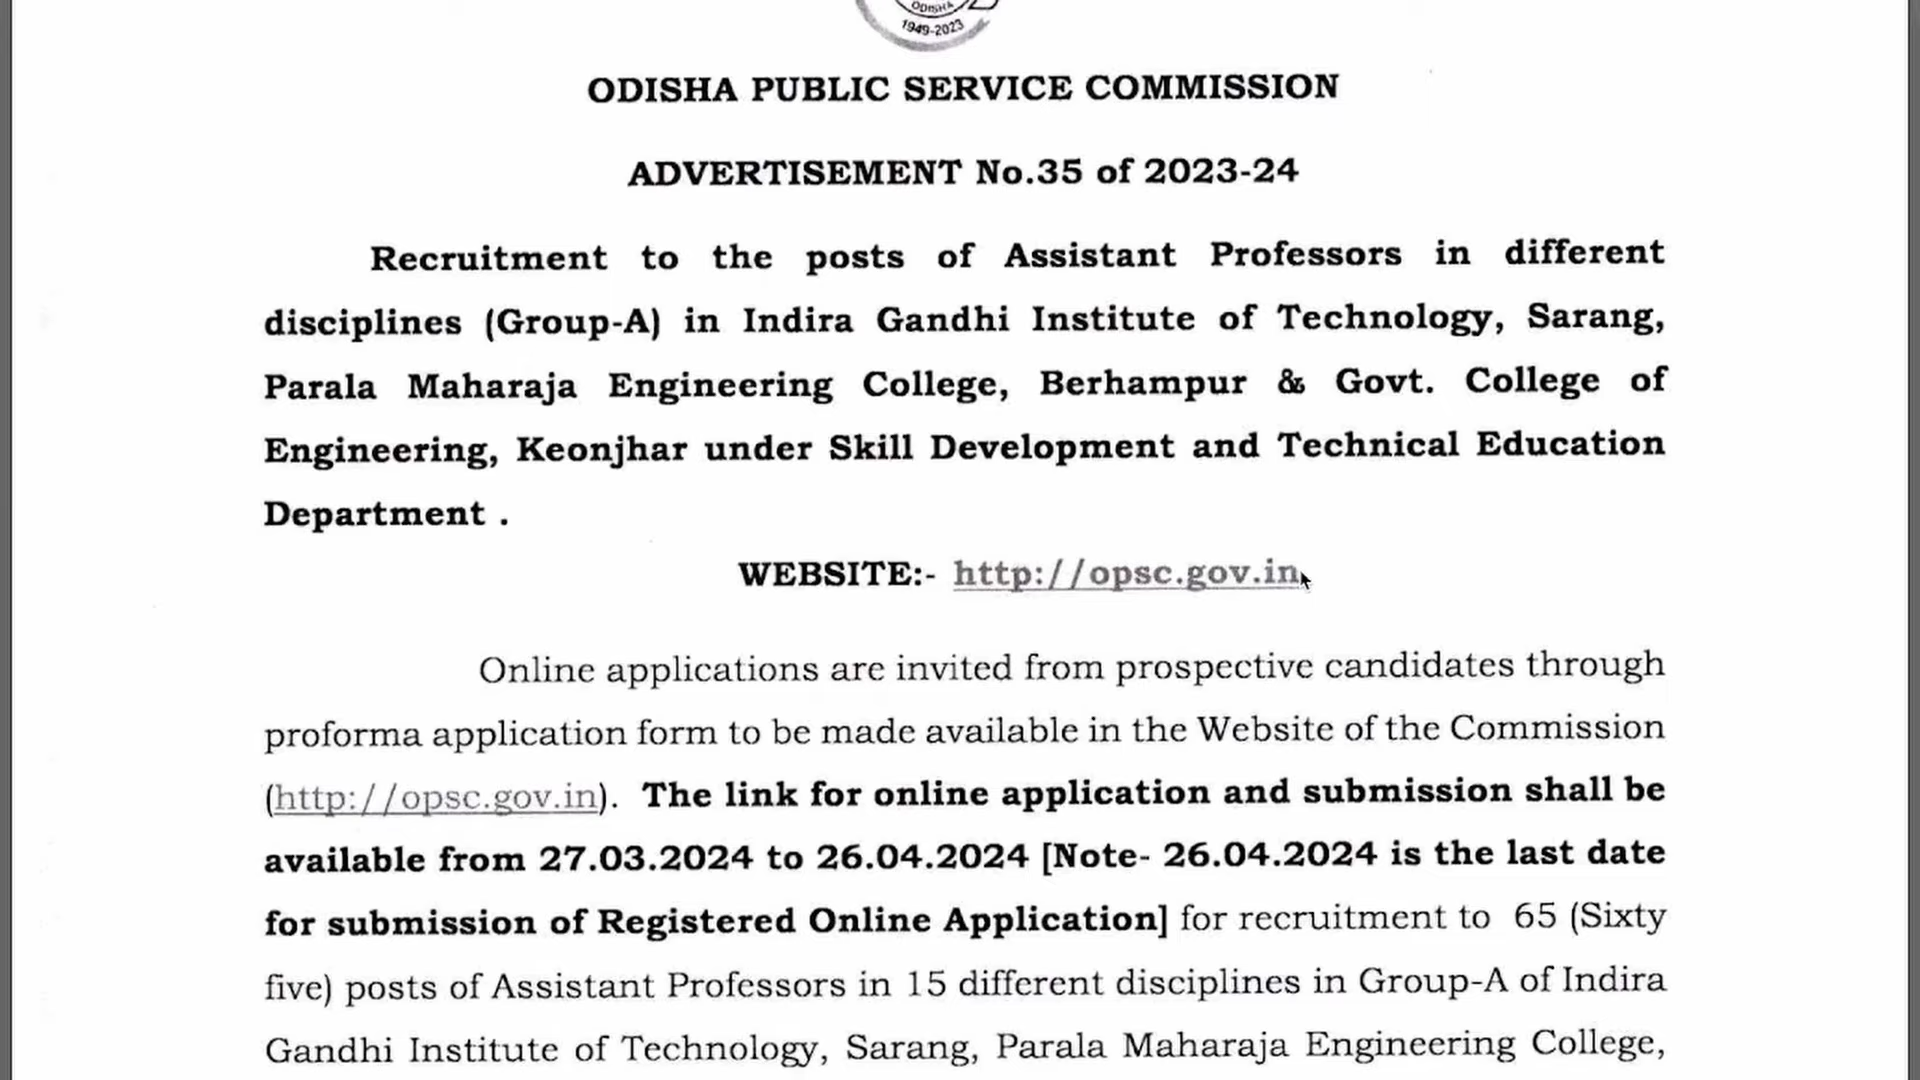 ODISHA
1949-2023
ODISHA PUBLIC SERVICE COMMISSION
ADVERTISEMENT No.35 of 2023-24
Recruitment to the posts of Assistant Professors in different
disciplines (Group-A) in Indira Gandhi Institute of Technology, Sarang,
Parala Maharaja Engineering College, Berhampur & Govt. College of
Engineering, Keonjhar under Skill Development and Technical Education
Department .
WEBSITE:- http://opsc.gov.in
Online applications are invited from prospective candidates through
proforma application form to be made available in the Website of the Commission
(http://opsc.gov.in). The link for online application and submission shall be
available from 27.03.2024 to 26.04.2024 [Note- 26.04.2024 is the last date
for submission of Registered Online Application] for recruitment to 65 (Sixty
five) posts of Assistant Professors in 15 different disciplines in Group-A of Indira
Gandhi Institute of Technology, Sarang, Parala Maharaja Engineering College,